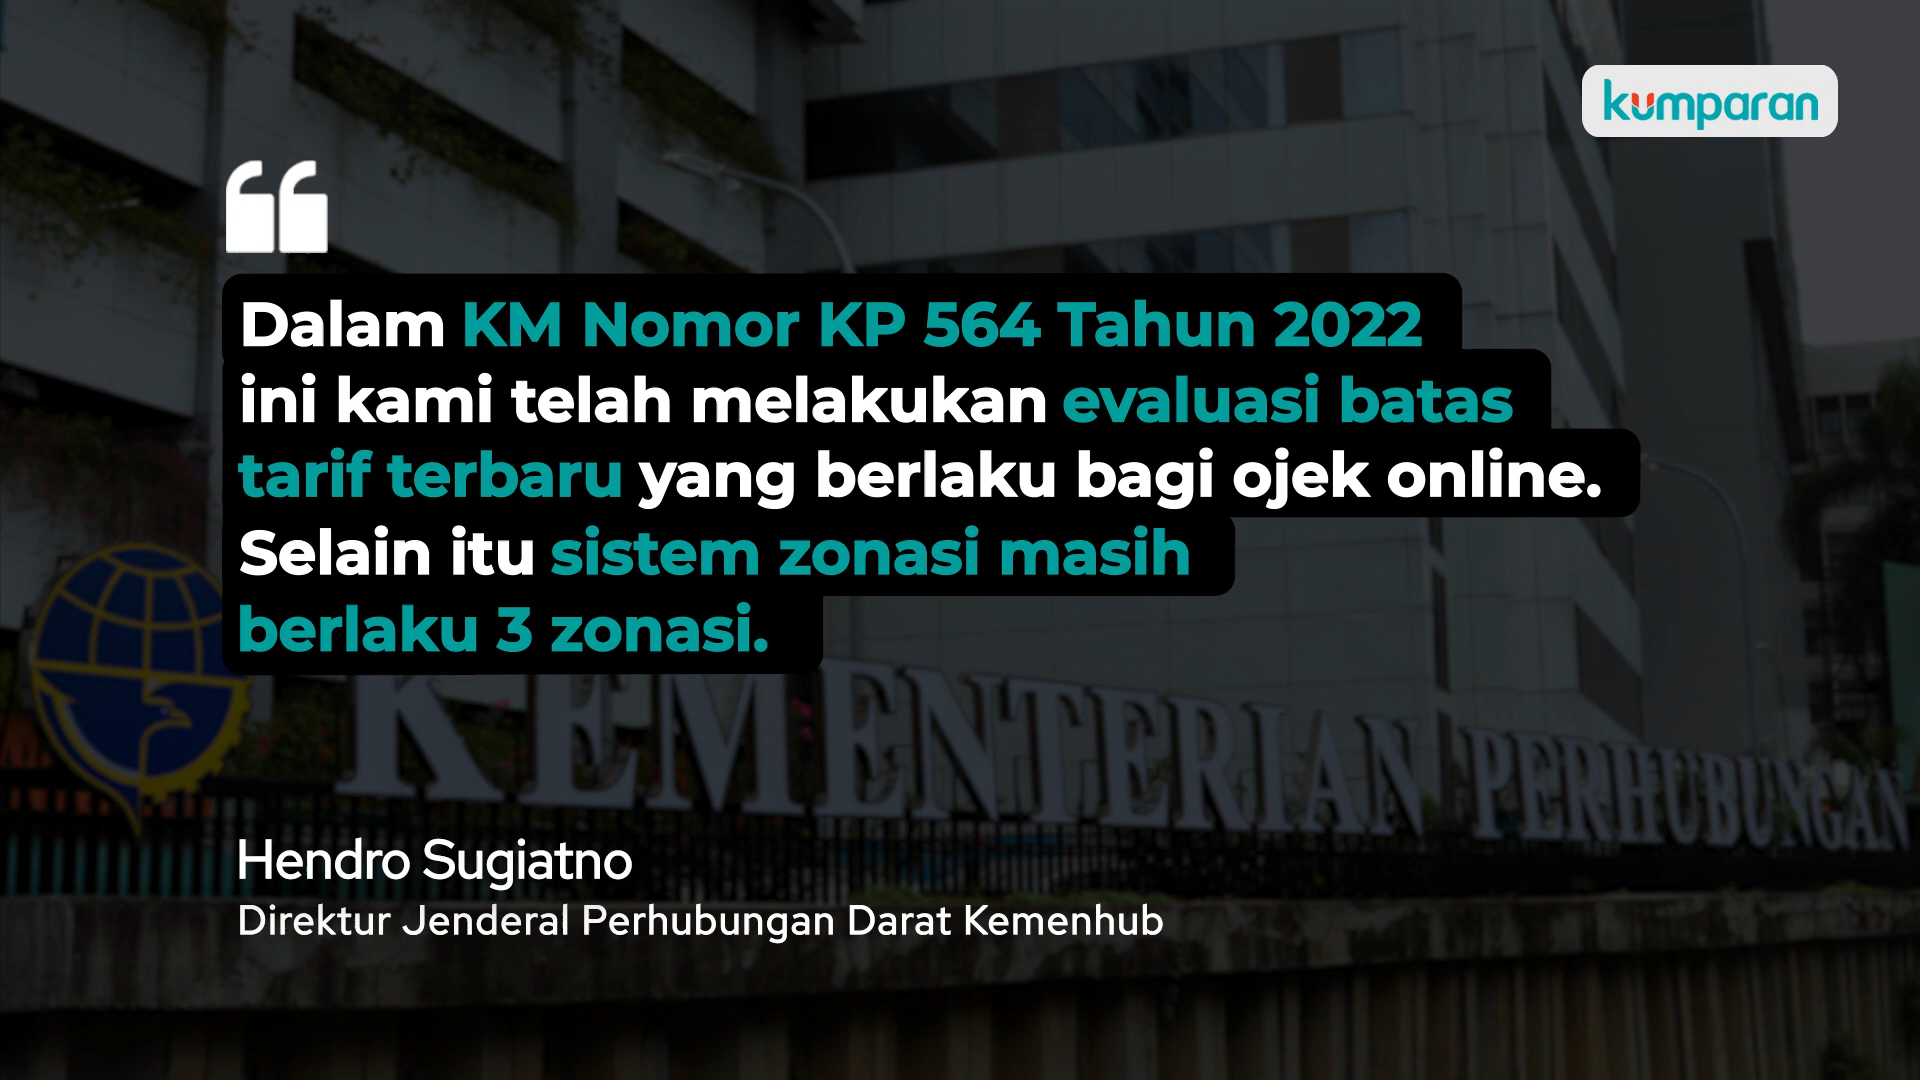 kumparan
Dalam KM Nomor KP 564 Tahun 2022
ini kami telah melakukan evaluasi batas
tarif terbaru yang berlaku bagi ojek online.
Selain itu sistem zonasi masih
berlaku 3 zonasi.
KEMENTERIAN PERHUBUNGAN
Hendro Sugiatno
Direktur Jenderal Perhubungan Darat Kemenhub